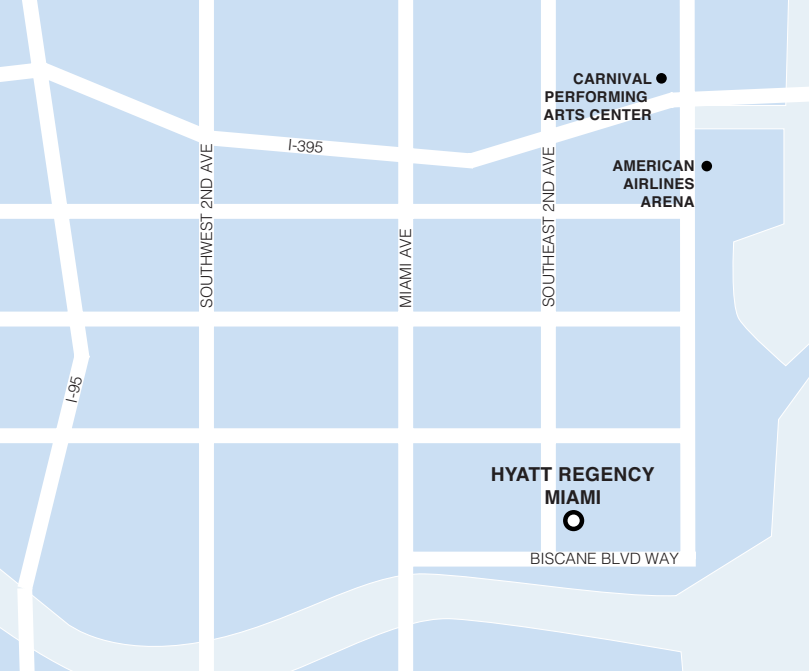 CARNIVAL
PERFORMING
ARTS CENTER
I-395
AMERICAN
AIRLINES
ARENA
SOUTHWEST 2ND AVE
MIAMI AVE
SOUTHEAST 2ND AVE
I-95
HYATT REGENCY
MIAMI
BISCANE BLVD WAY